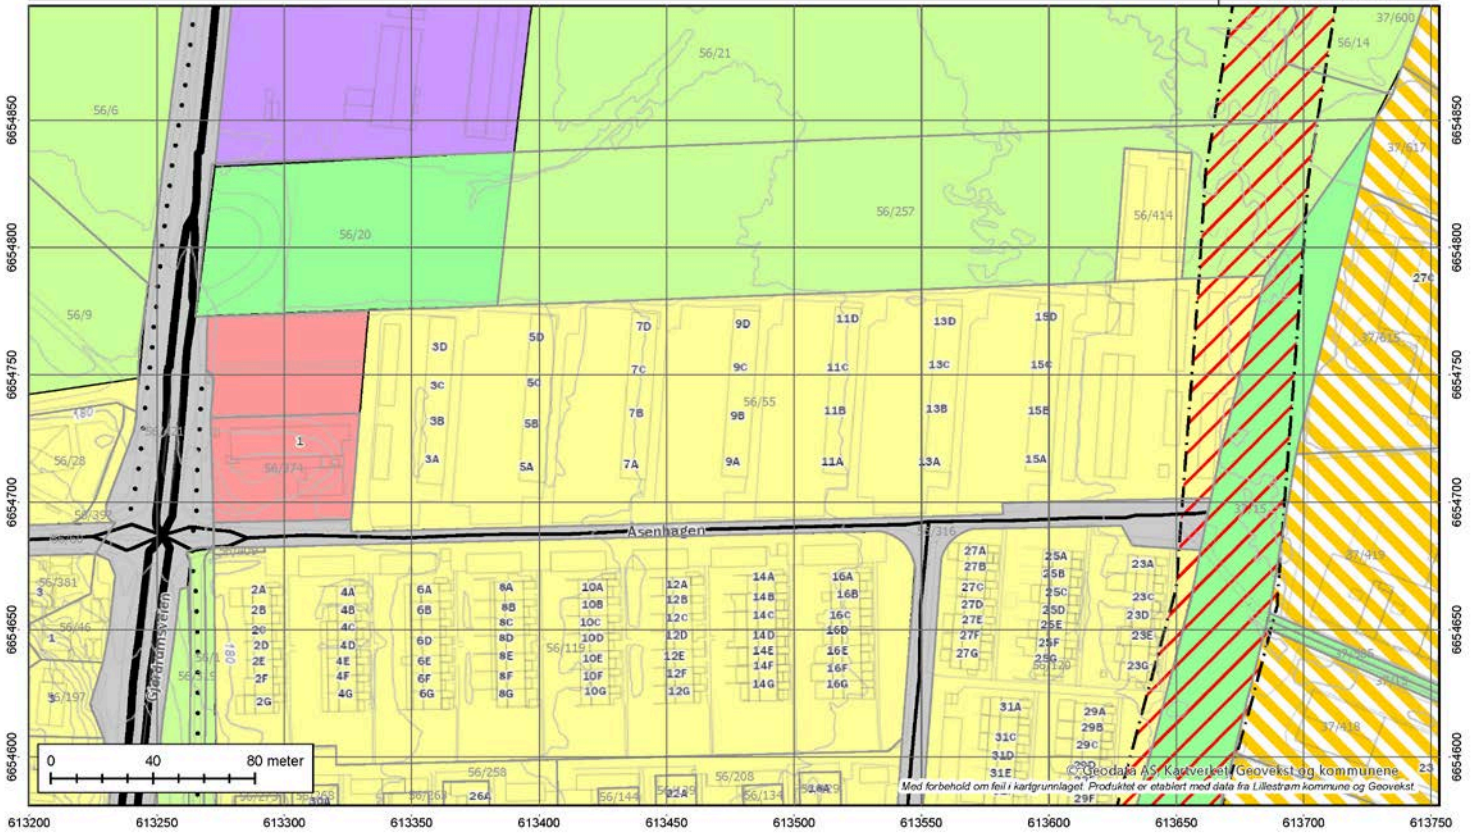 37/600
56/14
56/21
56/6
6654850
6654850
37/617
56/414
56/257
56/20
6654800
6654800
27C
56/9
15D
11D
13D
9D
7D
5D
3D
37/615
6654750
6654750
15C
13C
11C
9C
7C
5C
3C
56/55
180
15B
13B
11B
9B
7B
5B
3B
1
56/28
15A
13A
11A
9A
7A
5A
3A
6654700
6654700
56/397
37/15
Åsenhagen
56/316
37/419
56/381
3
2A
4A
6A
8A
10A
12A
14A
16A
27A
25A
23A
27B
25B
2B
4B
6B
8B
10B
12B
14B
16B
27C
25C
23C
2C
4C
8C
10C
12C
14C
16C
27D
25D
23D
27E
25E
23E
56/46
1
6654650
6654650
2D
4D
6D
8D
10D
12D
14D
16D
27F
25F
56/119
2E
4E
6E
8E
10E
12E
14E
16E
27G
25G
23G
180
2F
4F
6F
8F
10F
12F
14F
16F
2G
4G
6G
8G
10G
12G
14G
16G
56/197
3
Gjerdrumsveien
31A
29A
29B
37/418
31C
29C
31D
29D
31E
6654600
6654600
0 40 80 meter
56/258
56/208
23
© Geodata AS, Kartverket, Geovekst og kommunene
26A
22A
56/144
56/134
29F
Med forbehold om feil i kartgrunnlaget. Produktet er etablert med data fra Lillestrøm kommune og Geovekst.
613200 613250 613300 613350 613400 613450 613500 613550 613600 613650 613700 613750